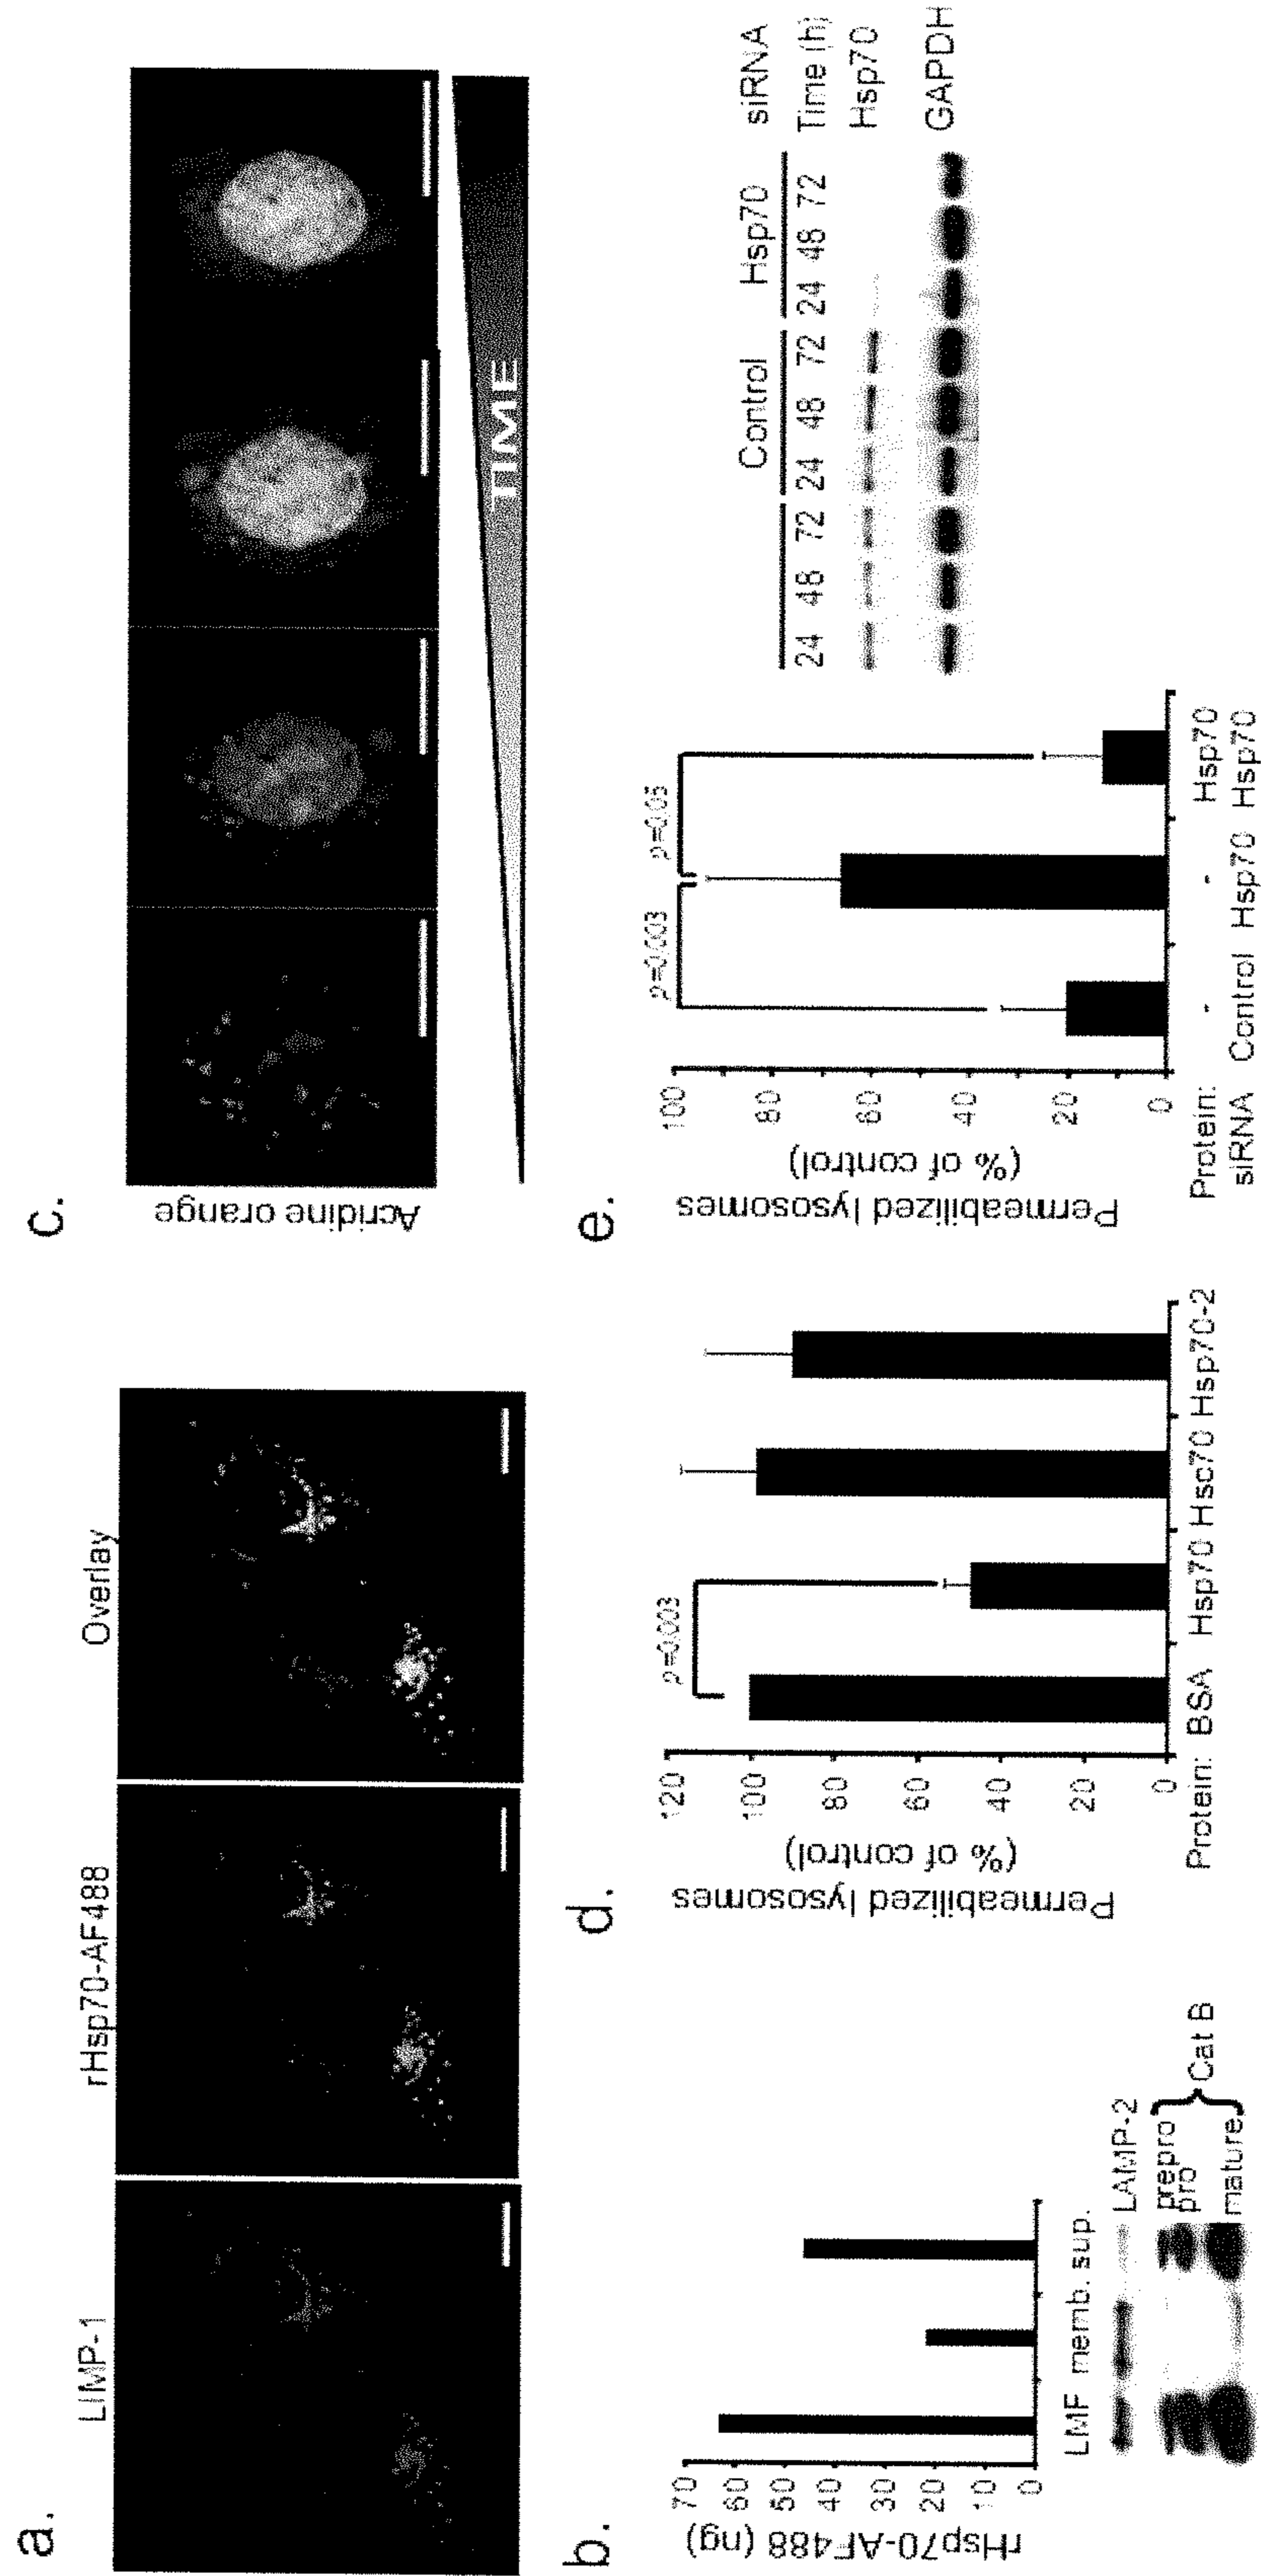 a.
LIMP-1
rHsp70-AF488
Overlay
b.
rHsp70-AF488 (ng)
70
60
50
40
30
20
10
0
LMF memb. sup.
LAMP-2
prepro
pro
mature
Cat B
c.
Acridine orange
TIME
d.
Permeabilized lysosomes
(% of control)
120
100
80
60
40
20
0
p=0.003
Protein: BSA Hsp70 Hsc70 Hsp70-2
e.
Permeabilized lysosomes
(% of control)
100
80
60
40
20
0
p=0.003
p=0.05
Protein: - - Hsp70
siRNA Control Hsp70 Hsp70
Control Hsp70 siRNA
24 48 72 24 48 72 24 48 72 Time (h)
Hsp70
GAPDH